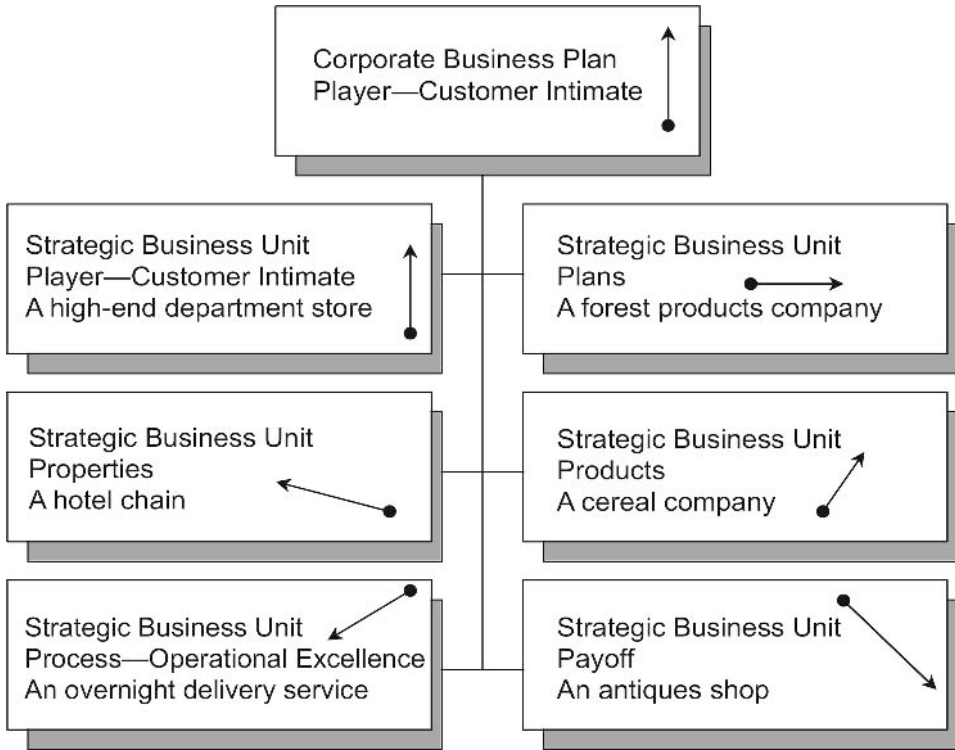 Corporate Business Plan
Player—Customer Intimate
Strategic Business Unit
Player—Customer Intimate
A high-end department store
Strategic Business Unit
Plans
A forest products company
Strategic Business Unit
Properties
A hotel chain
Strategic Business Unit
Products
A cereal company
Strategic Business Unit
Process—Operational Excellence
An overnight delivery service
Strategic Business Unit
Payoff
An antiques shop